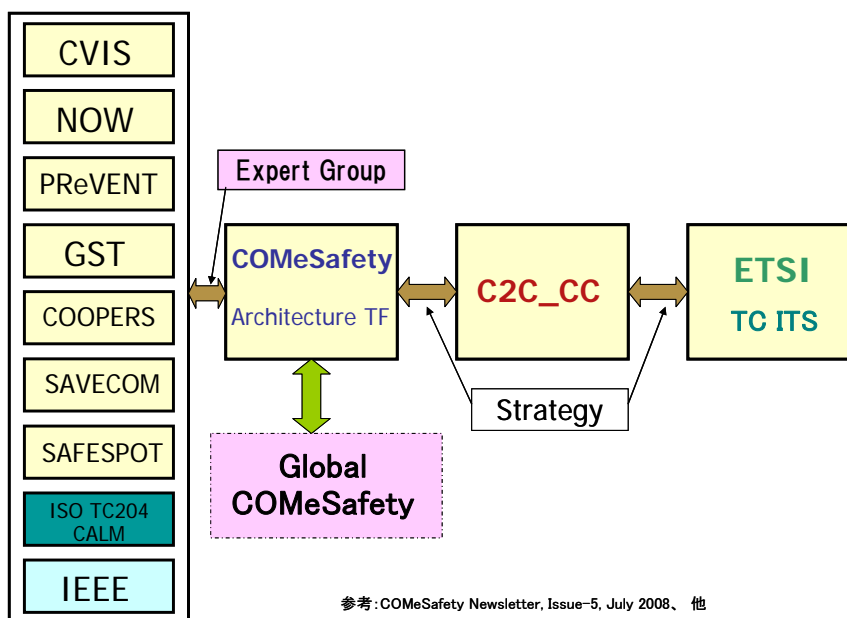 CVIS
NOW
PReVENT
GST
COOPERS
SAVECOM
SAFESPOT
ISO TC204
CALM
IEEE
Expert Group
COMeSafety
Architecture TF
C2C_CC
ETSI
TC ITS
Strategy
Global
COMeSafety
参考:COMeSafety Newsletter, Issue-5, July 2008、 他